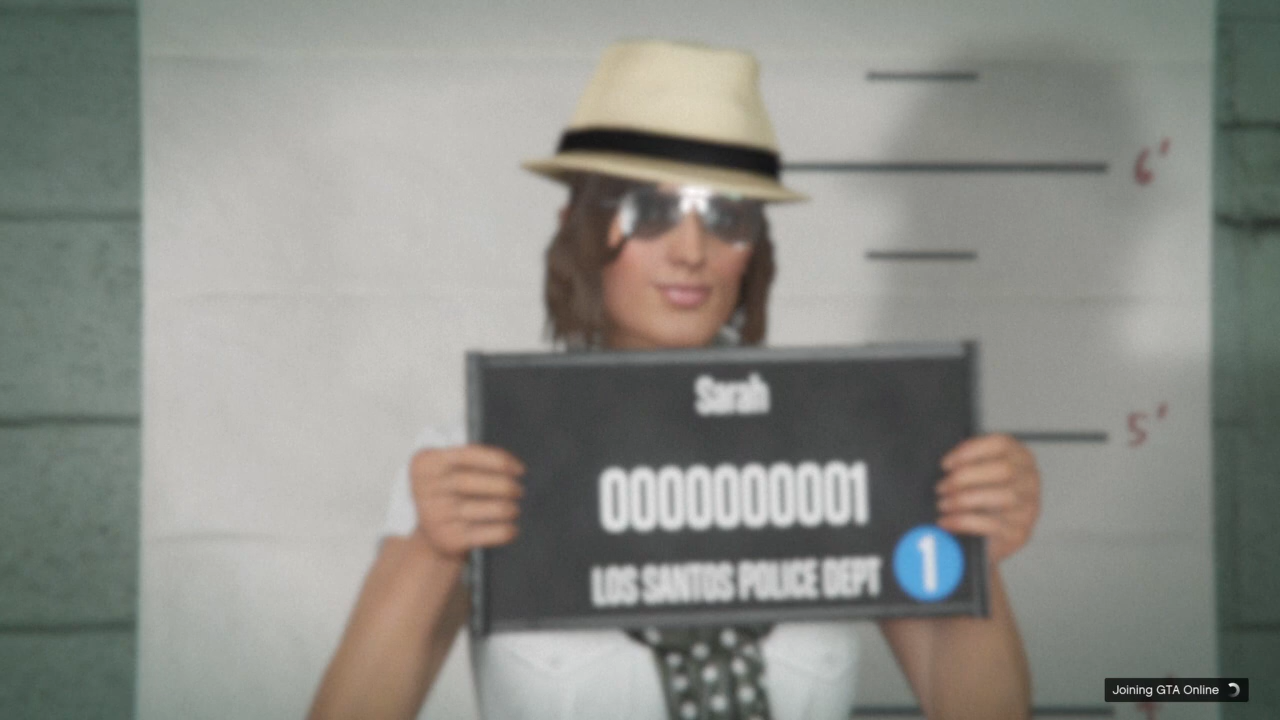 6'
Sarah
5'
0000000001
LOS SANTOS POLICE DEPT
1
Joining GTA Online